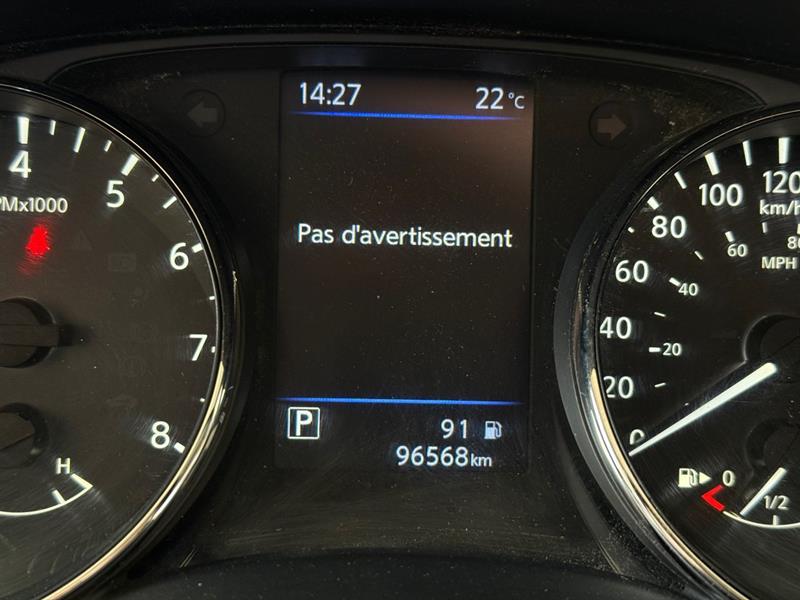 14:27 22°C
Pas d'avertissement
P 91
96568km
4 5 6 7 8
PMx1000
H
0 20 40 60 80 100 120
km/h
20 40 60 80
MPH
0 1/2